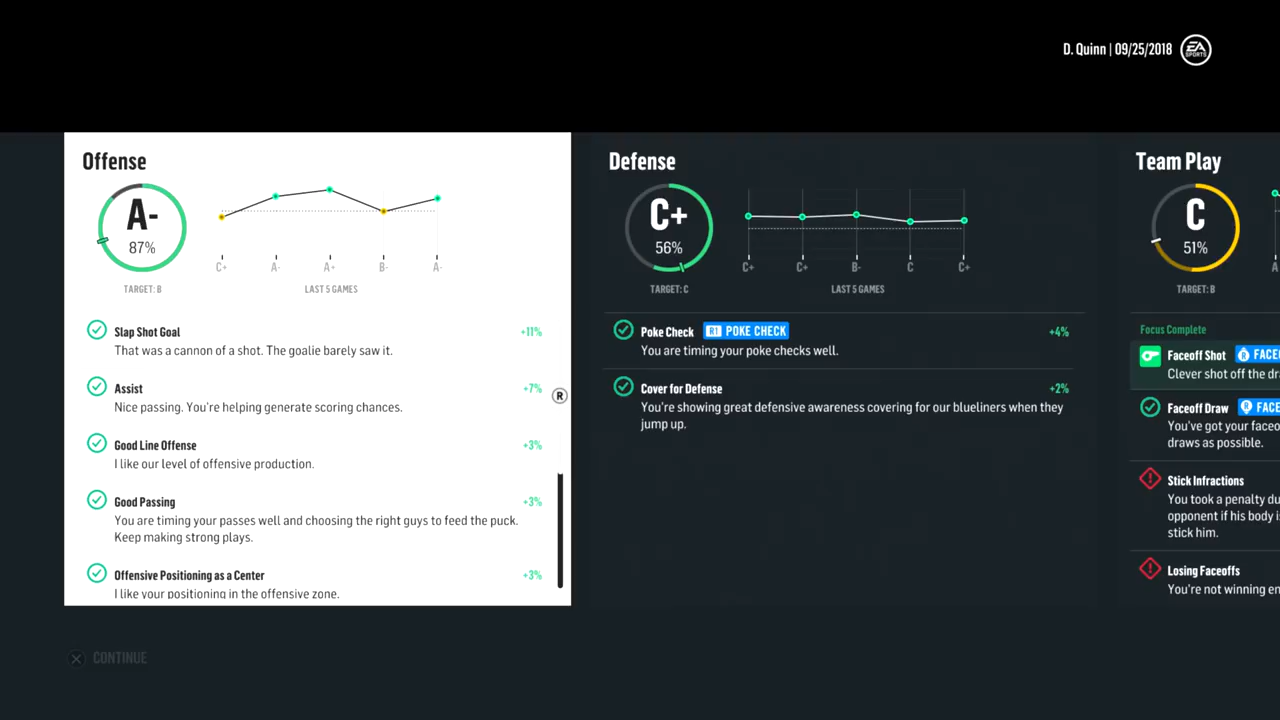 D. Quinn | 09/25/2018
EA SPORTS
Offense
A-
87%
TARGET: B
C+ A- A+ B- A-
LAST 5 GAMES
Slap Shot Goal +11%
That was a cannon of a shot. The goalie barely saw it.
Assist +7%
Nice passing. You're helping generate scoring chances.
R
Good Line Offense +3%
I like our level of offensive production.
Good Passing +3%
You are timing your passes well and choosing the right guys to feed the puck.
Keep making strong plays.
Offensive Positioning as a Center +3%
I like your positioning in the offensive zone.
Defense
C+
56%
TARGET: C
C+ C+ B- C C+
LAST 5 GAMES
Poke Check R1 POKE CHECK +4%
You are timing your poke checks well.
Cover for Defense +2%
You're showing great defensive awareness covering for our blueliners when they
jump up.
Team Play
C
51%
TARGET: B
A
Focus Complete
Faceoff Shot R FACE
Clever shot off the dr
Faceoff Draw R FACE
You've got your faceo
draws as possible.
Stick Infractions
You took a penalty du
opponent if his body is
stick him.
Losing Faceoffs
You're not winning en
CONTINUE